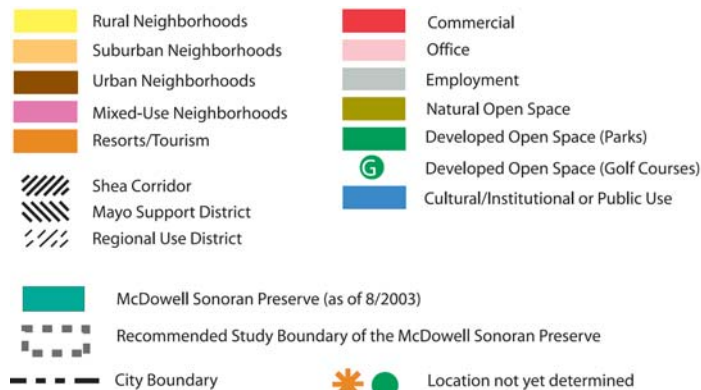 Rural Neighborhoods
Suburban Neighborhoods
Urban Neighborhoods
Mixed-Use Neighborhoods
Resorts/Tourism
Shea Corridor
Mayo Support District
Regional Use District
Commercial
Office
Employment
Natural Open Space
Developed Open Space (Parks)
G Developed Open Space (Golf Courses)
Cultural/Institutional or Public Use
McDowell Sonoran Preserve (as of 8/2003)
Recommended Study Boundary of the McDowell Sonoran Preserve
City Boundary
Location not yet determined